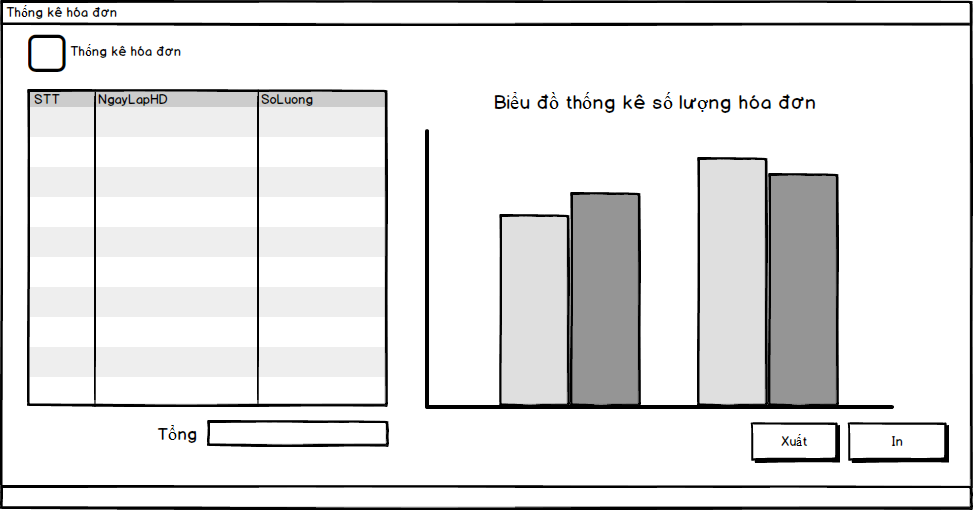 Thống kê hóa đơn
Thống kê hóa đơn
STT NgayLapHD SoLuong
Biểu đồ thống kê số lượng hóa đơn
Tổng
Xuất In